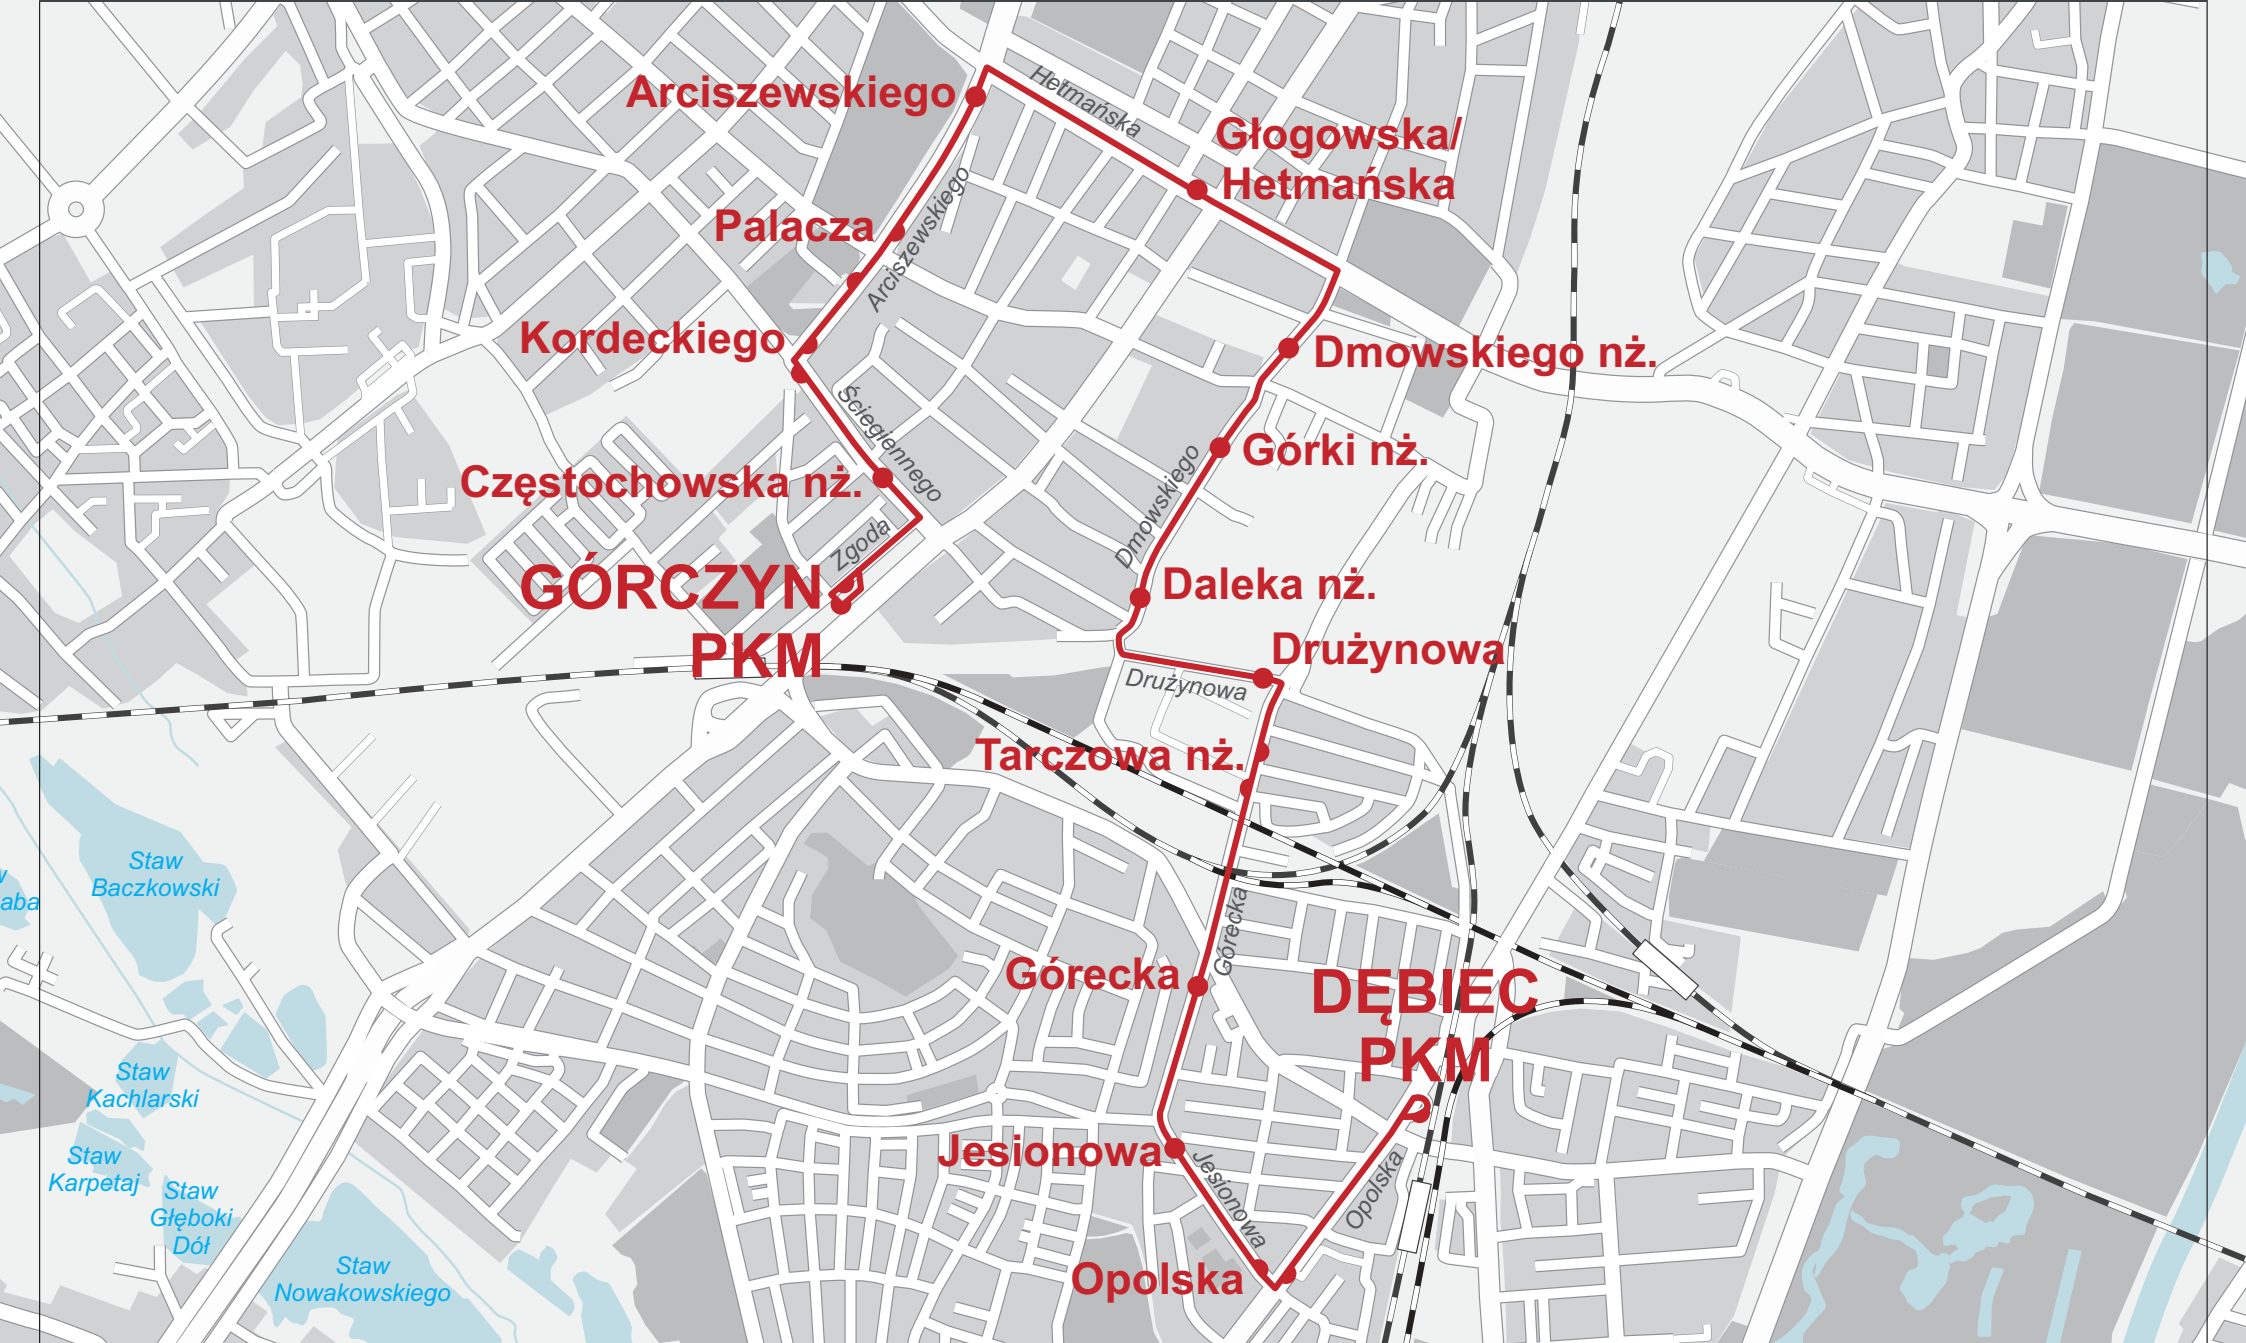 Arciszewskiego
Hetmańska
Głogowska/
Hetmańska
Palacza
Arciszewskiego
Kordeckiego
Dmowskiego nż.
Ściegiennego
Górki nż.
Częstochowska nż.
Dmowskiego
Zgoda
GÓRCZYN
PKM
Daleka nż.
Drużynowa
Drużynowa
Tarczowa nż.
Staw
Baczkowski
w
aba
Górecka
Górecka
DĘBIEC
PKM
Staw
Kachlarski
Staw
Karpetaj
Staw
Głęboki
Dół
Jesionowa
Jesionowa
Opolska
Opolska
Staw
Nowakowskiego